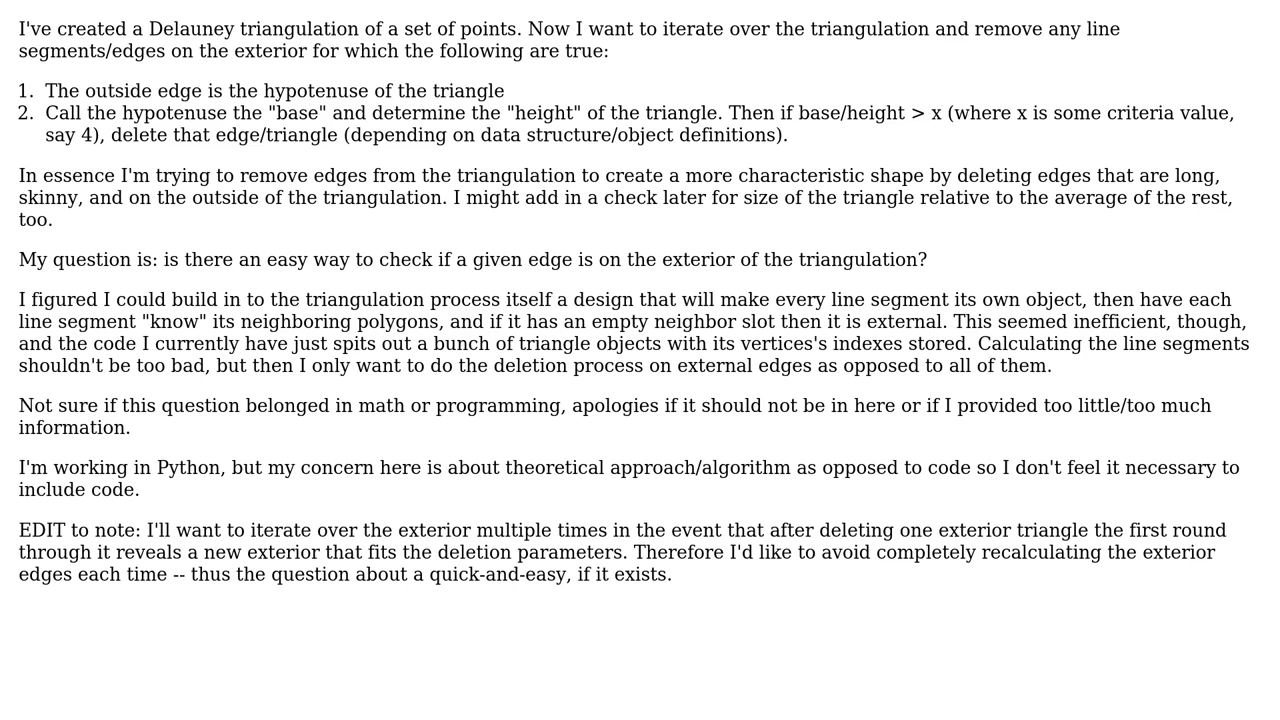 I've created a Delauney triangulation of a set of points. Now I want to iterate over the triangulation and remove any line
segments/edges on the exterior for which the following are true:
1. The outside edge is the hypotenuse of the triangle
2. Call the hypotenuse the "base" and determine the "height" of the triangle. Then if base/height > x (where x is some criteria value,
say 4), delete that edge/triangle (depending on data structure/object definitions).
In essence I'm trying to remove edges from the triangulation to create a more characteristic shape by deleting edges that are long,
skinny, and on the outside of the triangulation. I might add in a check later for size of the triangle relative to the average of the rest,
too.
My question is: is there an easy way to check if a given edge is on the exterior of the triangulation?
I figured I could build in to the triangulation process itself a design that will make every line segment its own object, then have each
line segment "know" its neighboring polygons, and if it has an empty neighbor slot then it is external. This seemed inefficient, though,
and the code I currently have just spits out a bunch of triangle objects with its vertices's indexes stored. Calculating the line segments
shouldn't be too bad, but then I only want to do the deletion process on external edges as opposed to all of them.
Not sure if this question belonged in math or programming, apologies if it should not be in here or if I provided too little/too much
information.
I'm working in Python, but my concern here is about theoretical approach/algorithm as opposed to code so I don't feel it necessary to
include code.
EDIT to note: I'll want to iterate over the exterior multiple times in the event that after deleting one exterior triangle the first round
through it reveals a new exterior that fits the deletion parameters. Therefore I'd like to avoid completely recalculating the exterior
edges each time -- thus the question about a quick-and-easy, if it exists.